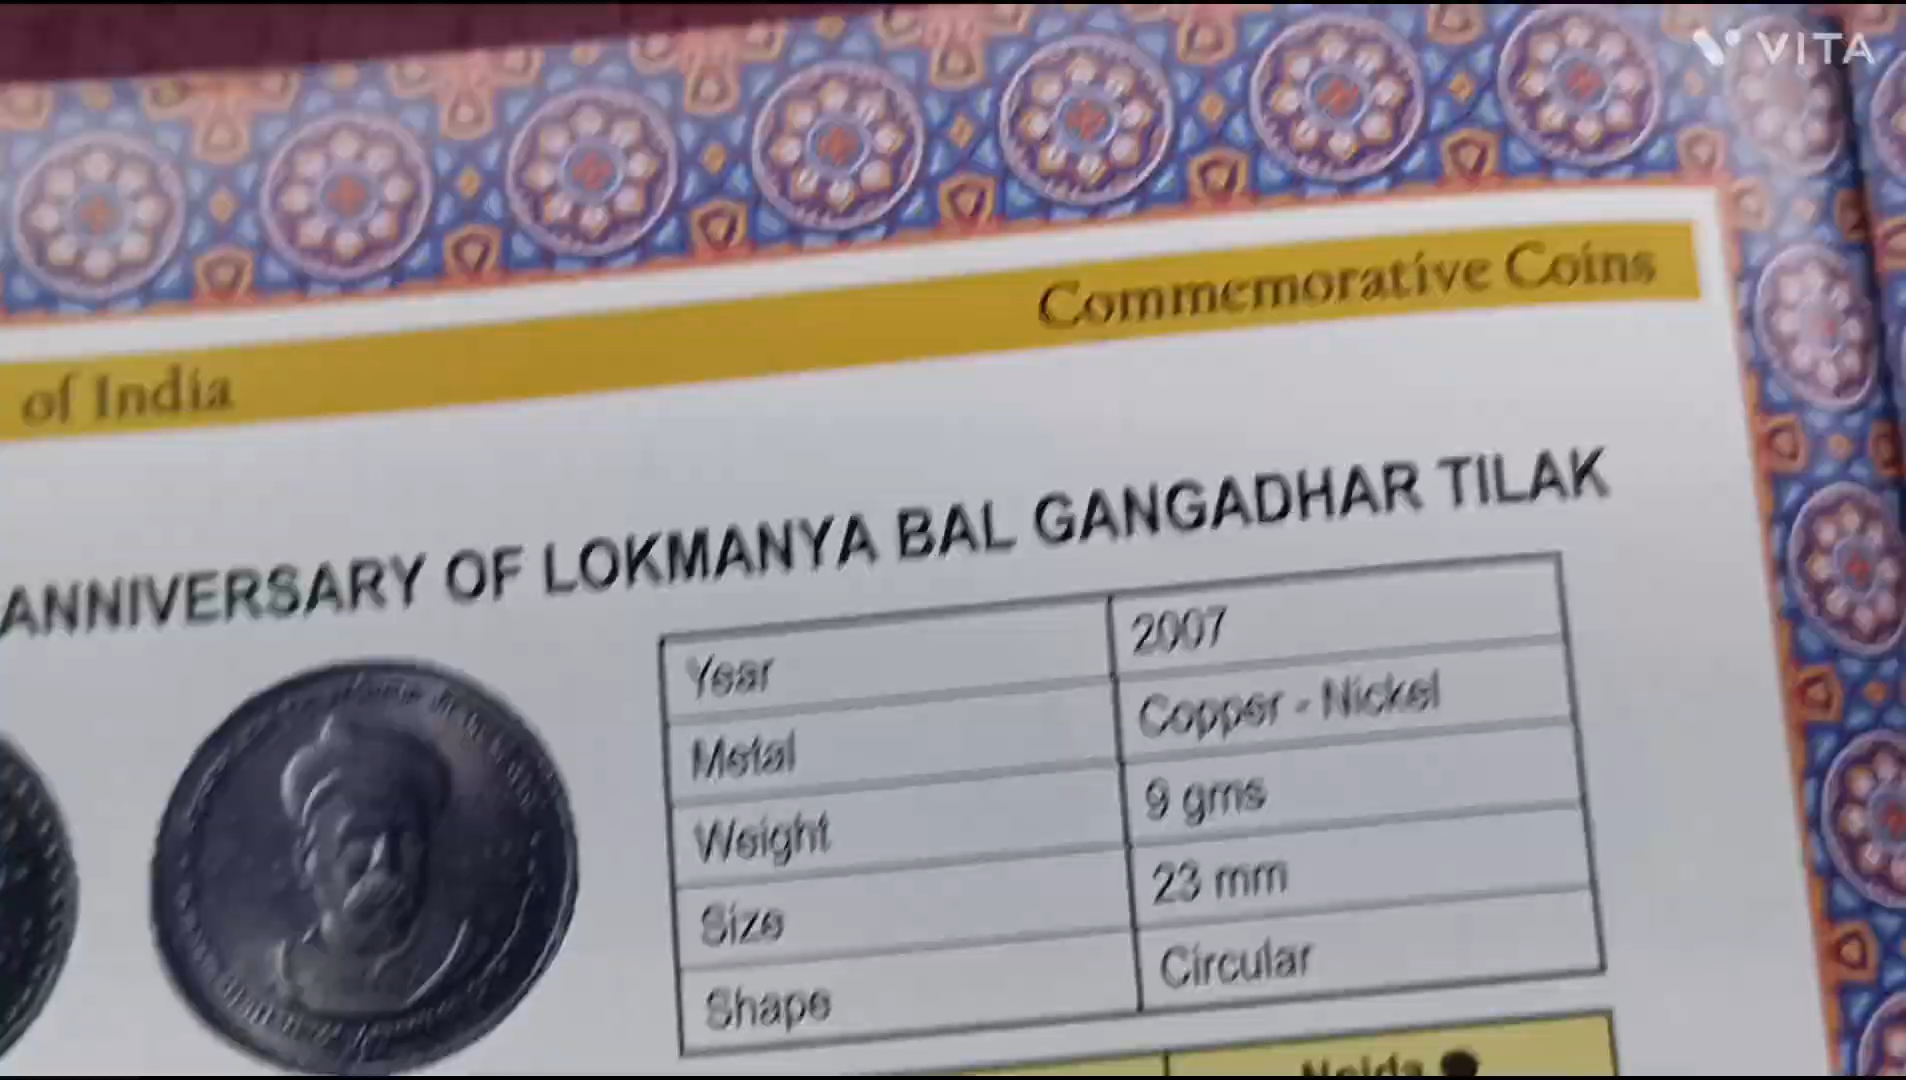 VITA
Commemorative Coins
of India
ANNIVERSARY OF LOKMANYA BAL GANGADHAR TILAK
Year 2007
Metal Copper - Nickel
Weight 9 gms
Size 23 mm
Shape Circular
Noida